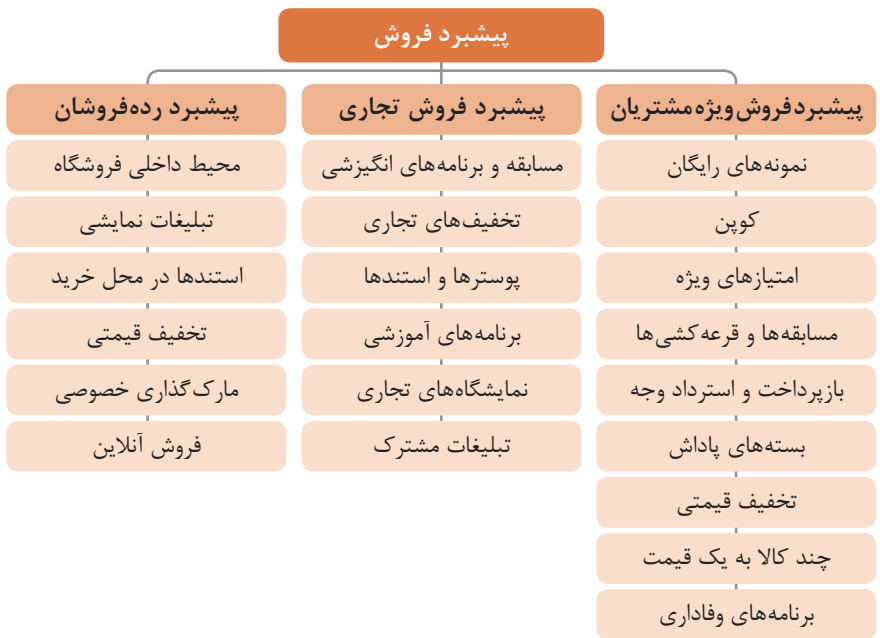 پیشبرد فروش
پیشبردفروش‌ویژه‌مشتریان
نمونه‌های رایگان
کوپن
امتیازهای ویژه
مسابقه‌ها و قرعه‌کشی‌ها
بازپرداخت و استرداد وجه
بسته‌های پاداش
تخفیف قیمتی
چند کالا به یک قیمت
برنامه‌های وفاداری
پیشبرد فروش تجاری
مسابقه و برنامه‌های انگیزشی
تخفیف‌های تجاری
پوسترها و استندها
برنامه‌های آموزشی
نمایشگاه‌های تجاری
تبلیغات مشترک
پیشبرد رده‌فروشان
محیط داخلی فروشگاه
تبلیغات نمایشی
استندها در محل خرید
تخفیف قیمتی
مارک‌گذاری خصوصی
فروش آنلاین